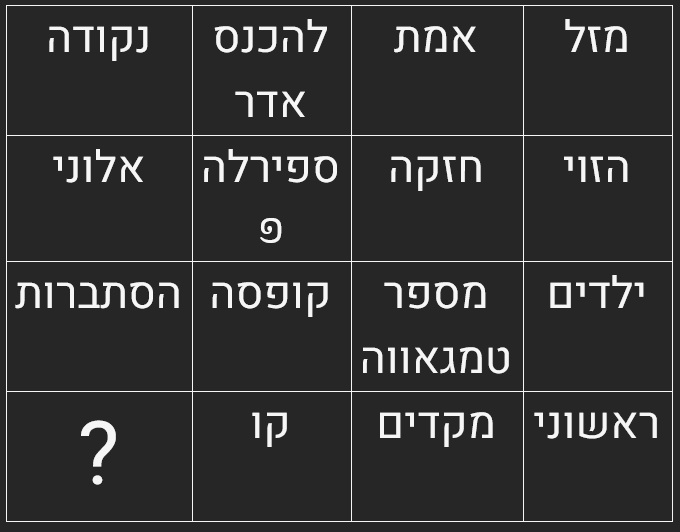 מזל
אמת
להכנס
אדר
נקודה
הזוי
חזקה
ספירלה
פּ
אלוני
ילדים
מספר
טמגאווה
קופסה
הסתברות
ראשוני
מקדים
קו
?